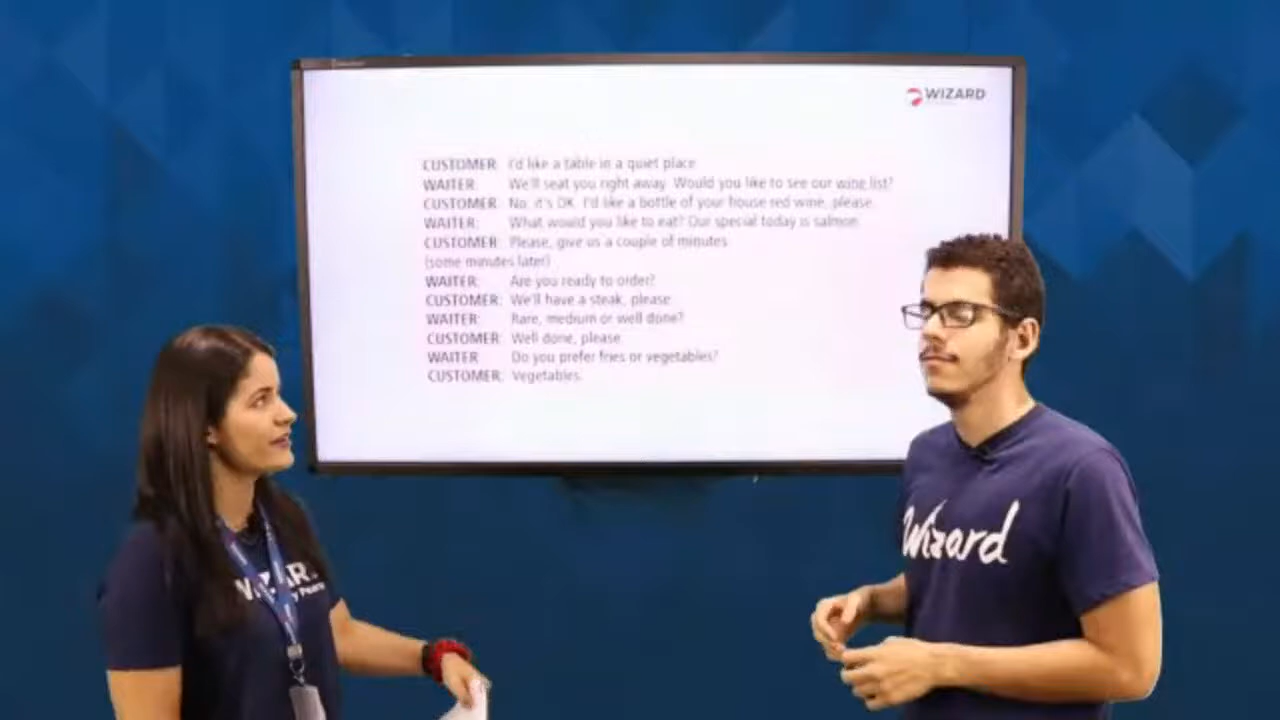 WIZARD
CUSTOMER: I'd like a table in a quiet place
WAITER: We'll seat you right away. Would you like to see our wine list?
CUSTOMER: No, it's OK. I'd like a bottle of your house red wine, please.
WAITER: What would you like to eat? Our special today is salmon.
CUSTOMER: Please, give us a couple of minutes
(some minutes later)
WAITER: Are you ready to order?
CUSTOMER: We'll have a steak, please.
WAITER: Rare, medium or well done?
CUSTOMER: Well done, please
WAITER: Do you prefer fries or vegetables?
CUSTOMER: Vegetables.
Wizard